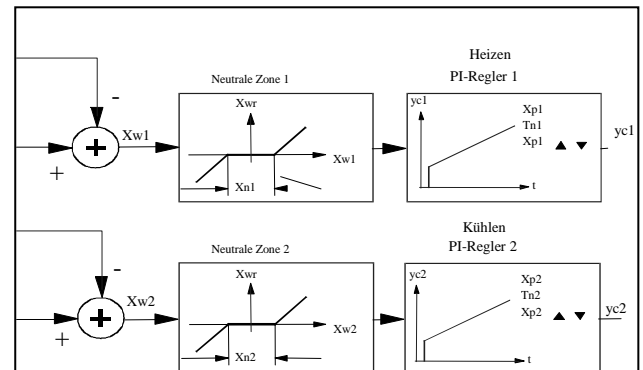 Heizen
PI-Regler 1
Neutrale Zone 1
Xwr
Xw1
Xn1
-
+
+
Xw1
yc1
Xp1
Tn1
Xp1
t
yc1
Kühlen
PI-Regler 2
Neutrale Zone 2
Xwr
Xw2
Xn2
-
+
+
Xw2
yc2
Xp2
Tn2
Xp2
t
yc2